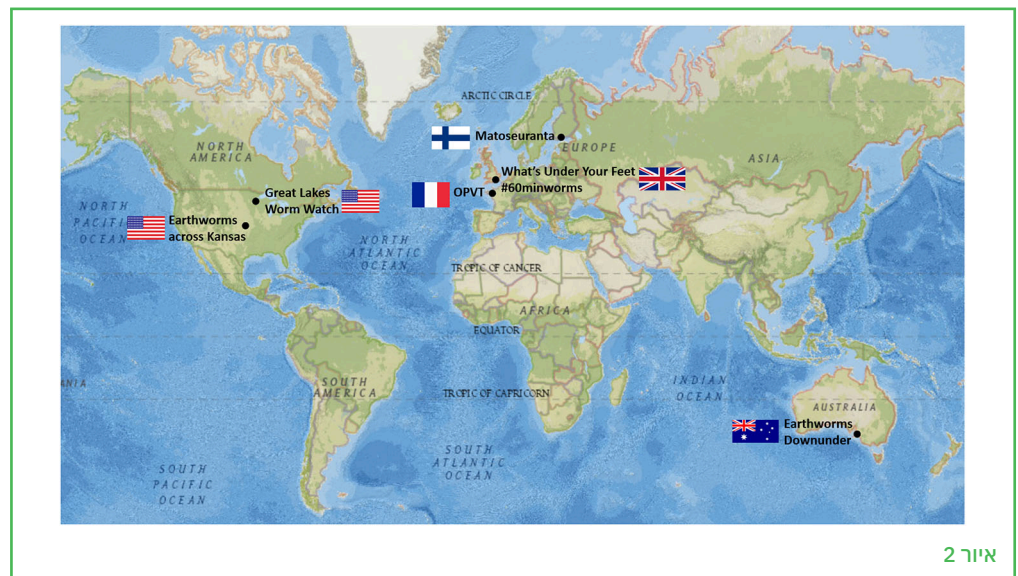 ARCTIC CIRCLE
Matoseuranta
EUROPE
NORTH
AMERICA
ASIA
What's Under Your Feet
#60minworms
OPVT
Great Lakes
Worm Watch
NORTH
PACIFI
OCEAN
Earthworms
across Kansas
NORTH
ATLANTIC
OCEAN
TROPIC OF CANCER
AFRICA
EQUATOR
ANIA
SOUTH
AMERICA
TROPIC OF CAPRICORN
INDIAN
OCEAN
AUSTRALIA
Earthworms
Downunder
SOUTH
ATLANTIC
OCEAN
SOUTH
PACIFIC
OCEAN
איור 2